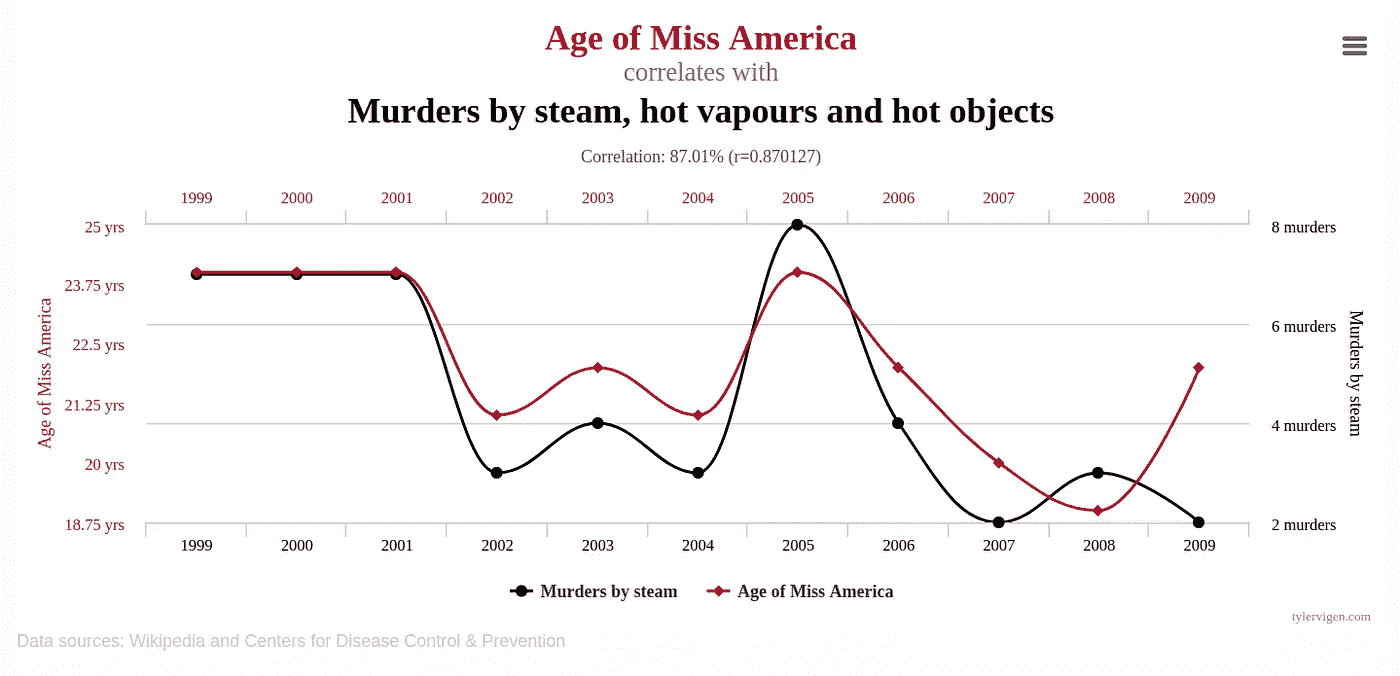 Age of Miss America
correlates with
Murders by steam, hot vapours and hot objects
Correlation: 87.01% (r=0.870127)
1999 2000 2001 2002 2003 2004 2005 2006 2007 2008 2009
25 yrs 8 murders
23.75 yrs
6 murders
22.5 yrs
21.25 yrs
4 murders
20 yrs
18.75 yrs 2 murders
Age of Miss America
Murders by steam
1999 2000 2001 2002 2003 2004 2005 2006 2007 2008 2009
Murders by steam Age of Miss America
tylervigen.com
Data sources: Wikipedia and Centers for Disease Control & Prevention